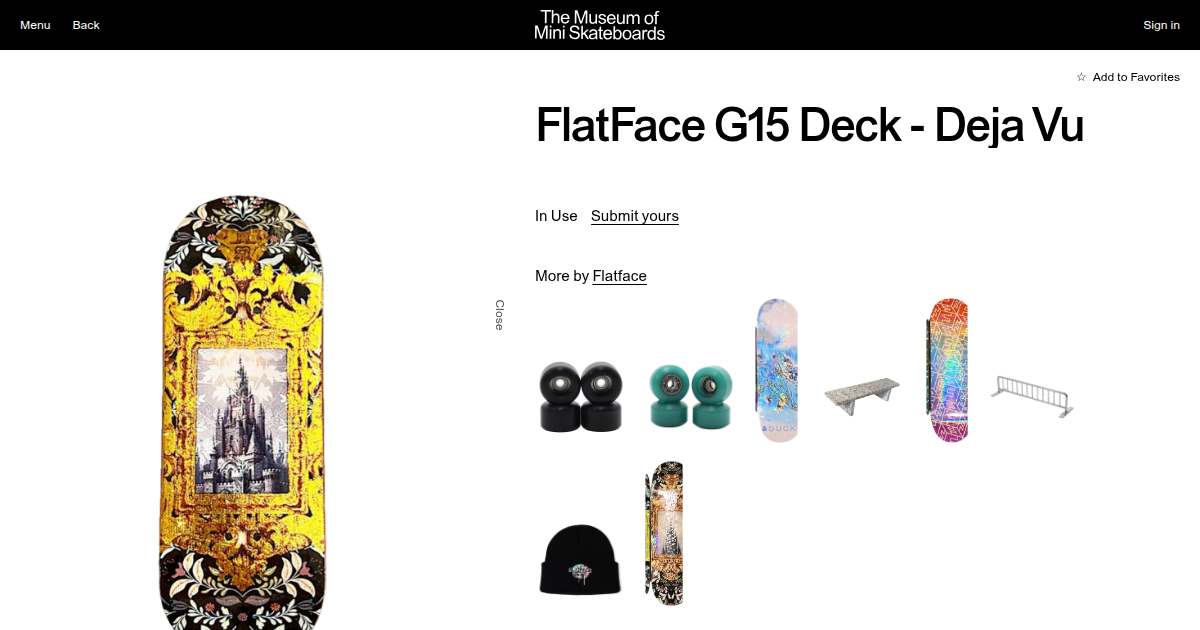 Menu
Back
The Museum of
Mini Skateboards
Sign in
☆ Add to Favorites
FlatFace G15 Deck - Deja Vu
In Use Submit yours
More by Flatface
Close